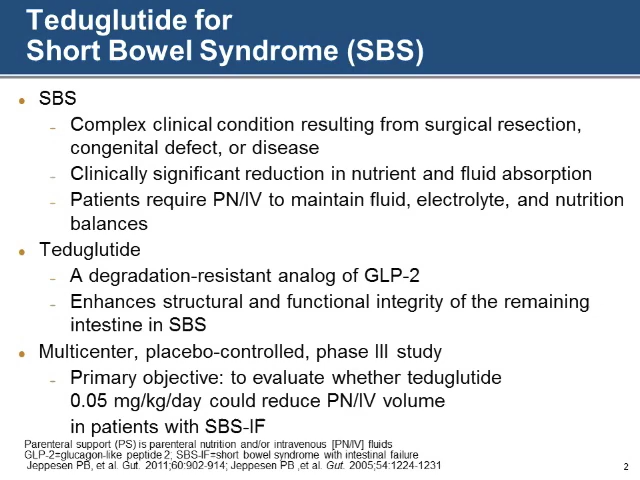 Teduglutide for
Short Bowel Syndrome (SBS)
• SBS
– Complex clinical condition resulting from surgical resection,
congenital defect, or disease
– Clinically significant reduction in nutrient and fluid absorption
– Patients require PN/IV to maintain fluid, electrolyte, and nutrition
balances
• Teduglutide
– A degradation-resistant analog of GLP-2
– Enhances structural and functional integrity of the remaining
intestine in SBS
• Multicenter, placebo-controlled, phase III study
– Primary objective: to evaluate whether teduglutide
0.05 mg/kg/day could reduce PN/IV volume
in patients with SBS-IF
Parenteral support (PS) is parenteral nutrition and/or intravenous [PN/IV] fluids
GLP-2=glucagon-like peptide 2; SBS-IF=short bowel syndrome with intestinal failure
Jeppesen PB, et al. Gut. 2011;60:902-914; Jeppesen PB ,et al. Gut. 2005;54:1224-1231
2